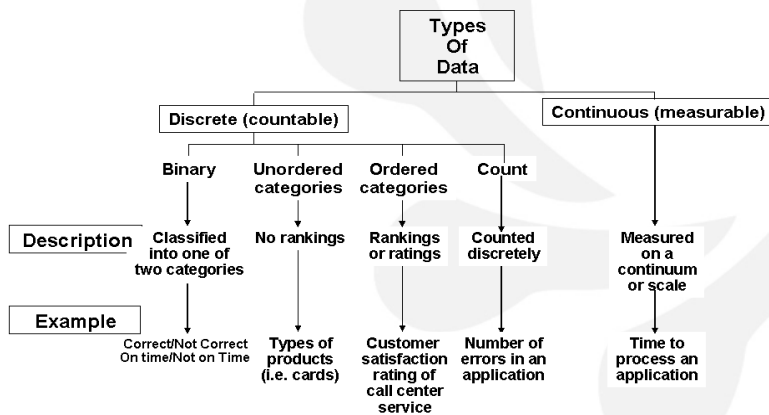 Types
Of
Data
Discrete (countable)
Continuous (measurable)
Binary
Unordered
categories
Ordered
categories
Count
Description
Classified
into one of
two categories
No rankings
Rankings
or ratings
Counted
discretely
Measured
on a
continuum
or scale
Example
Correct/Not Correct
On time/Not on Time
Types of
products
(i.e. cards)
Customer
satisfaction
rating of
call center
service
Number of
errors in an
application
Time to
process an
application